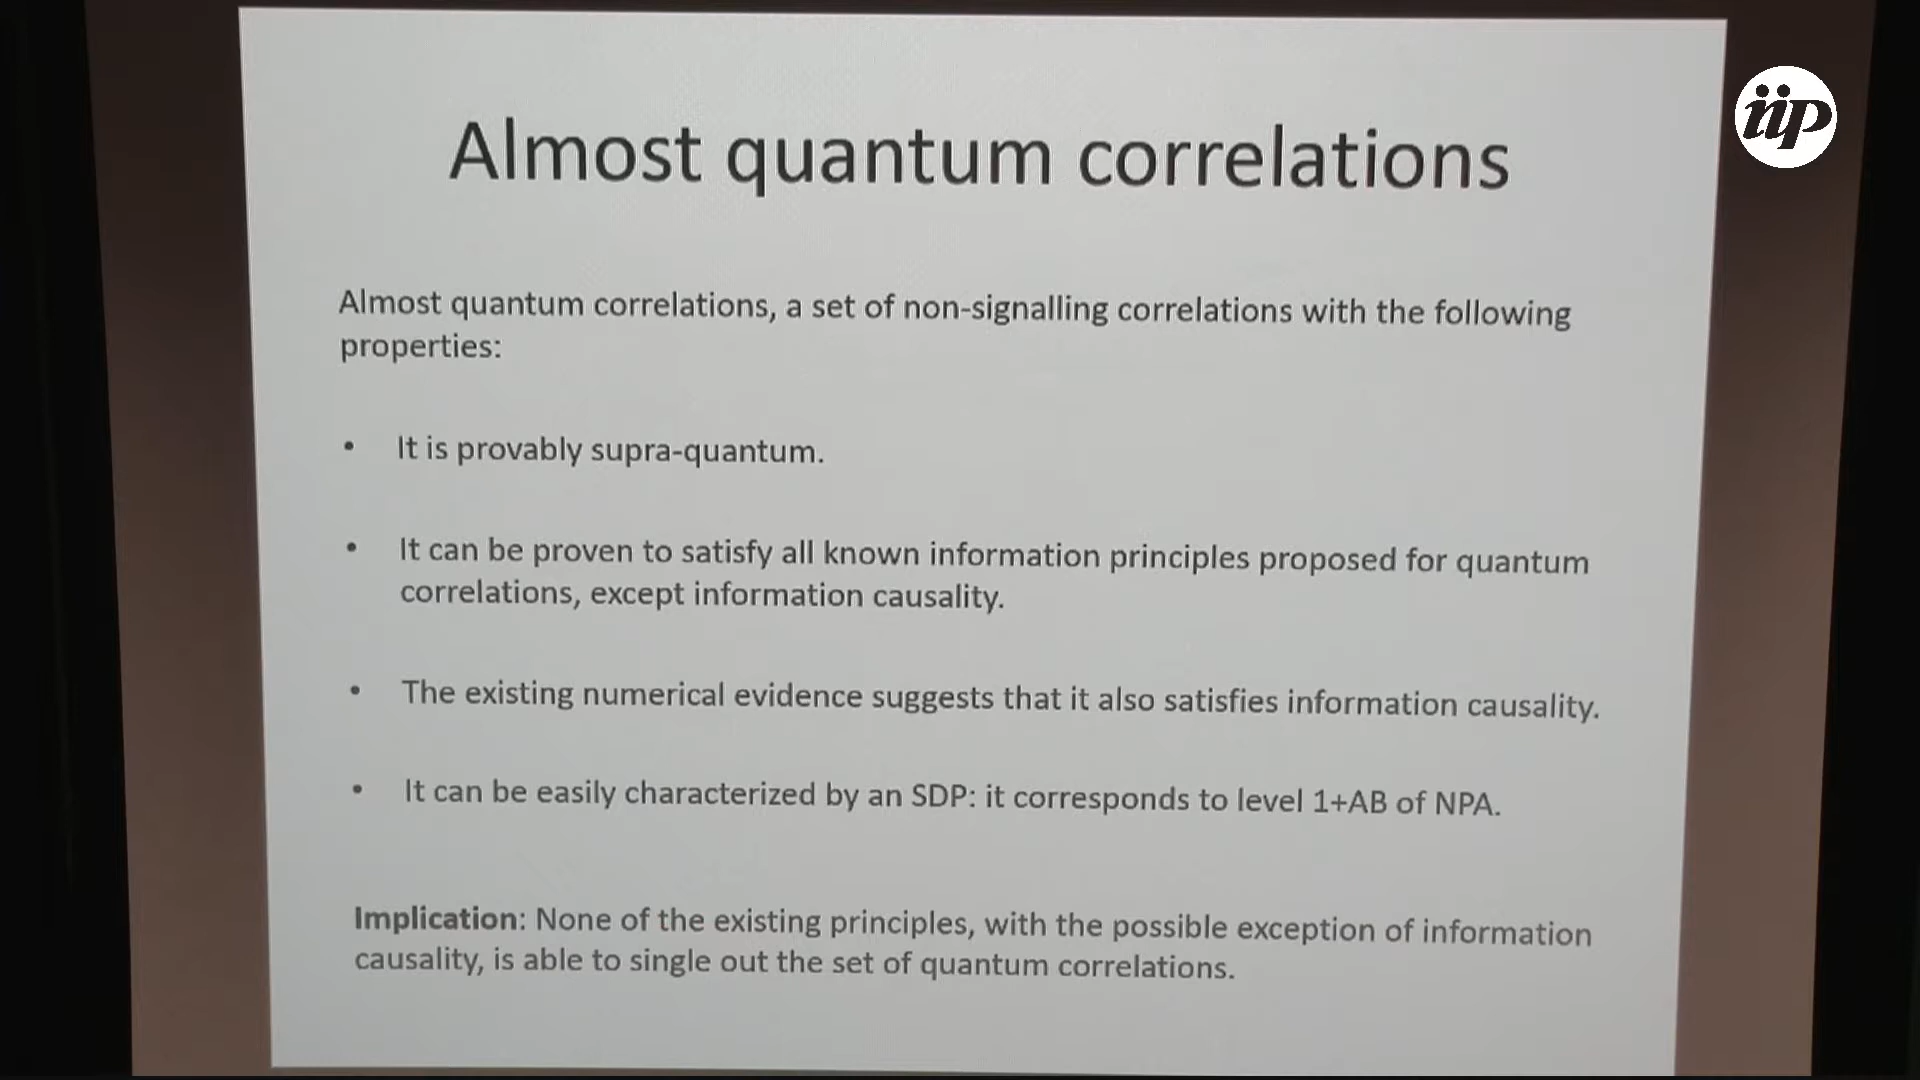 iip
Almost quantum correlations
Almost quantum correlations, a set of non-signalling correlations with the following
properties:
• It is provably supra-quantum.
• It can be proven to satisfy all known information principles proposed for quantum
correlations, except information causality.
• The existing numerical evidence suggests that it also satisfies information causality.
• It can be easily characterized by an SDP: it corresponds to level 1+AB of NPA.
Implication: None of the existing principles, with the possible exception of information
causality, is able to single out the set of quantum correlations.